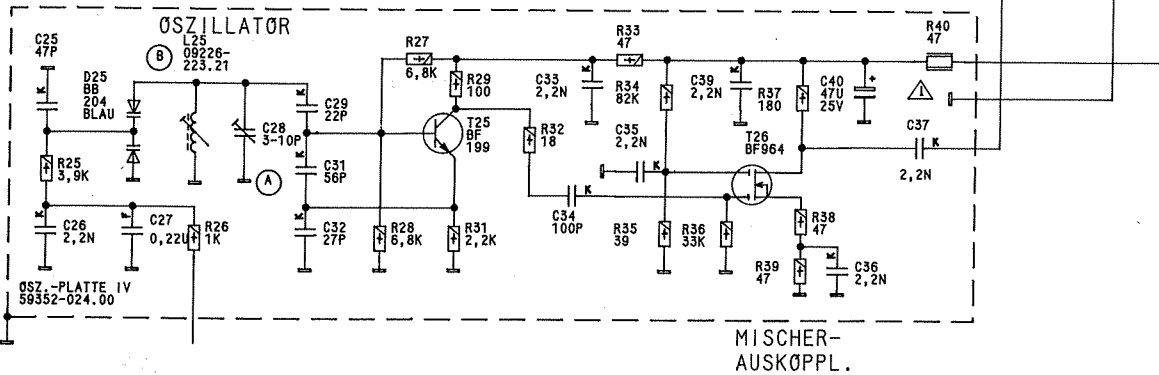 OSZILLATOR
C25
47P
D25
BB
204
BLAU
B
L25
09226-
223.21
R25
3,9K
C26
2,2N
C27
0,22U
R26
1K
K
K
F
C28
3-10P
A
K
C29
22P
K
C31
56P
K
C32
27P
R27
6,8K
R28
6,8K
R29
100
T25
BF
199
R31
2,2K
R32
18
K
C34
100P
C33
2,2N
K
C35
2,2N
K
R33
47
R34
82K
R35
39
R36
33K
C39
2,2N
K
R37
180
C40
47U
25V
+
R40
47
T26
BF964
C37
K
2,2N
R38
47
R39
47
K
C36
2,2N
OSZ.-PLATTE IV
59352-024.00
MISCHER-
AUSKOPPL.